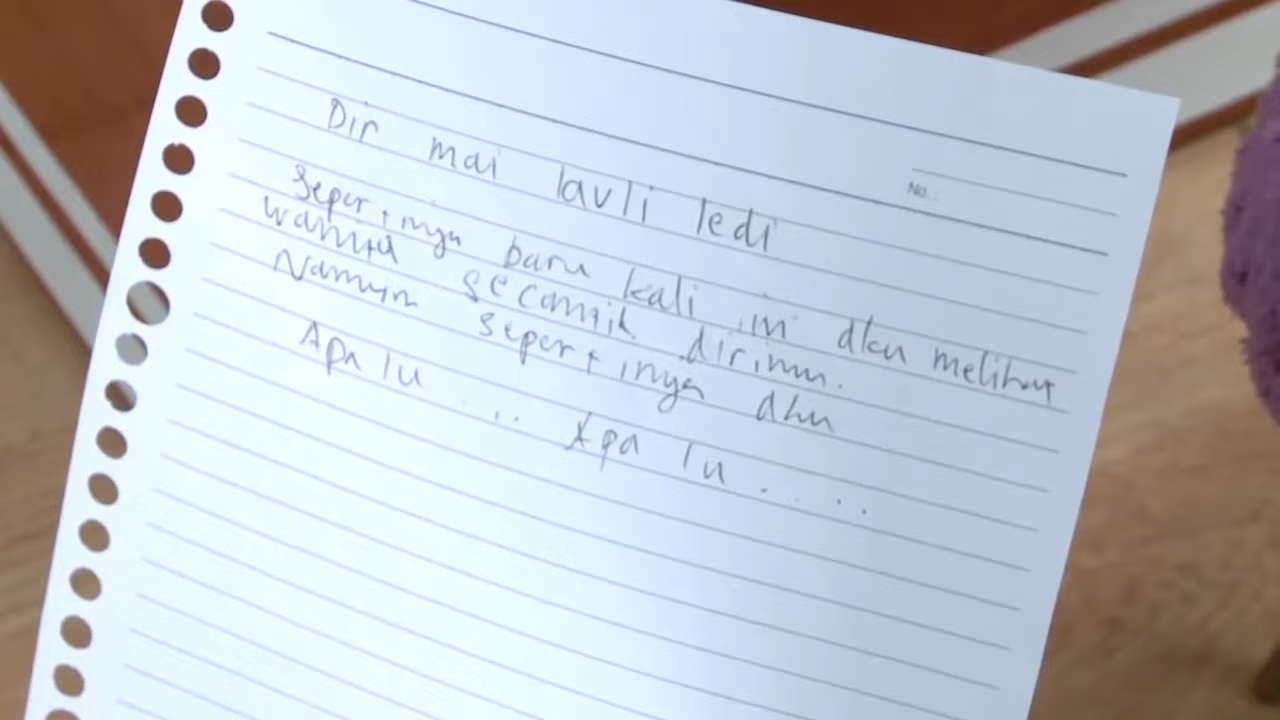 No.:
Dir mai lavli ledi
Sepertinya baru kali ini aku melihat
wanita secantik dirimu.
Namun sepertinya aku
Apa lu .. Apa lu ....